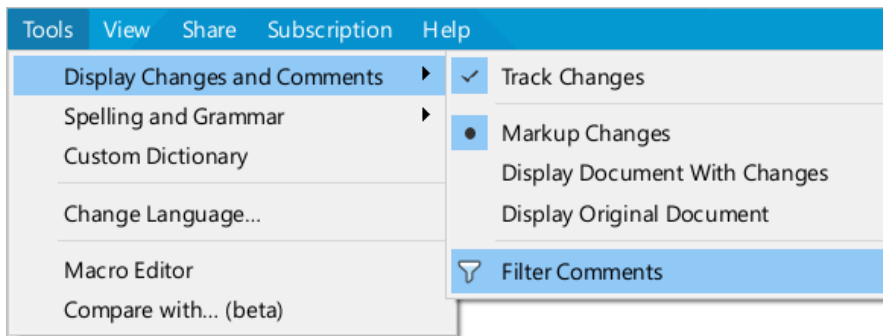 Tools View Share Subscription Help
Display Changes and Comments
Spelling and Grammar
Custom Dictionary
Change Language...
Macro Editor
Compare with... (beta)
Track Changes
Markup Changes
Display Document With Changes
Display Original Document
Filter Comments